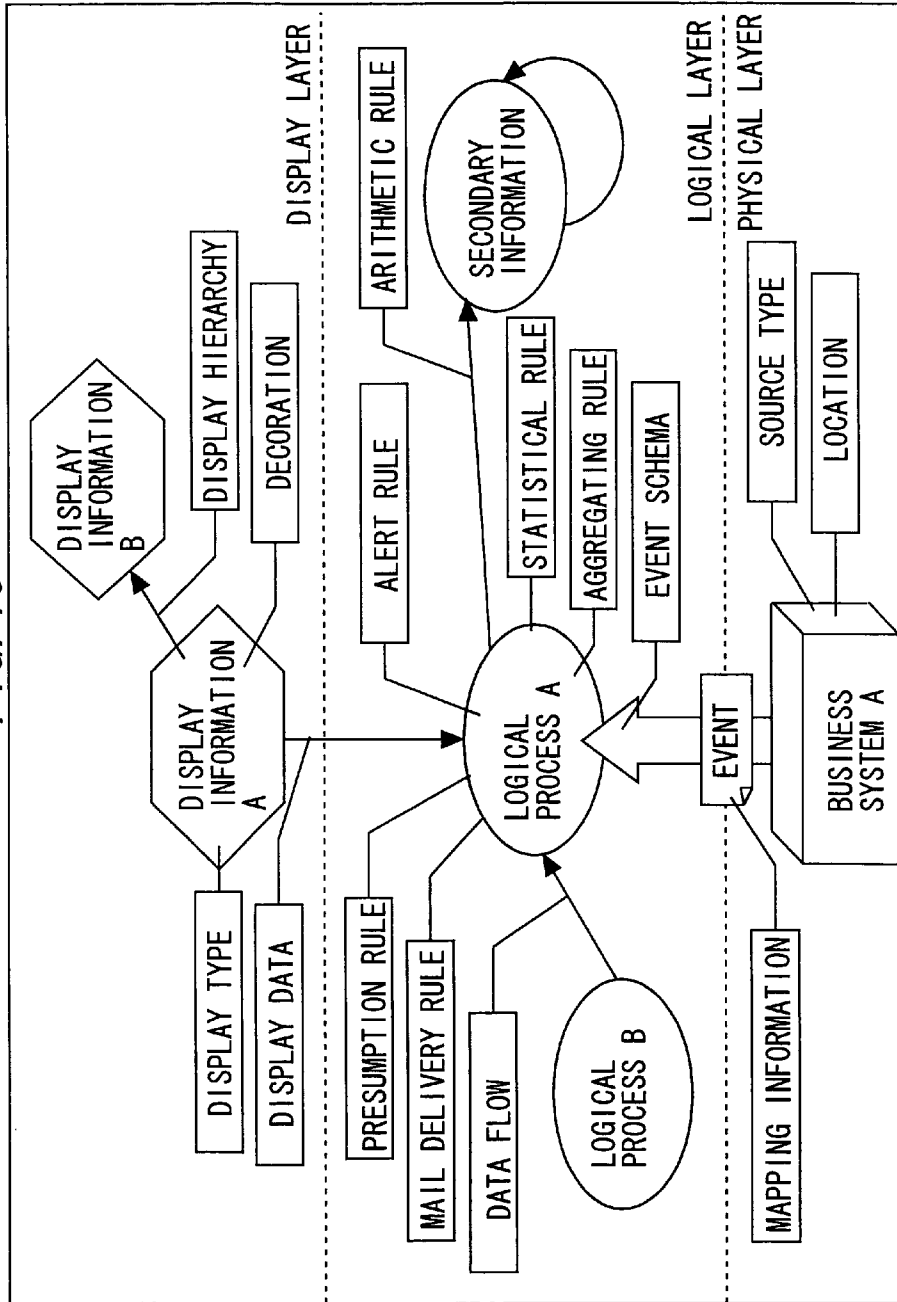 DISPLAY
INFORMATION
B
DISPLAY
INFORMATION
A
DISPLAY TYPE
DISPLAY HIERARCHY
DISPLAY DATA
DECORATION
DISPLAY LAYER
PRESUMPTION RULE
ALERT RULE
ARITHMETIC RULE
MAIL DELIVERY RULE
DATA FLOW
LOGICAL
PROCESS A
SECONDARY
INFORMATION
STATISTICAL RULE
AGGREGATING RULE
LOGICAL
PROCESS B
EVENT SCHEMA
LOGICAL LAYER
PHYSICAL LAYER
EVENT
SOURCE TYPE
MAPPING INFORMATION
LOCATION
BUSINESS
SYSTEM A